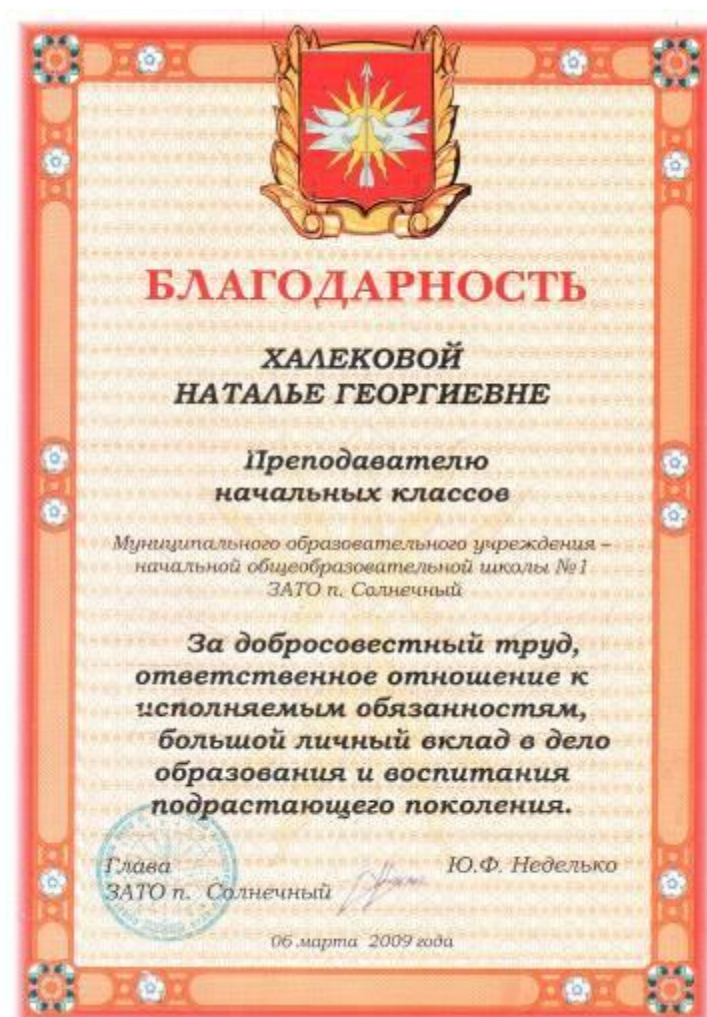 БЛАГОДАРНОСТЬ
ХАЛЕКОВОЙ
НАТАЛЬЕ ГЕОРГИЕВНЕ
Преподавателю
начальных классов
Муниципального образовательного учреждения –
начальной общеобразовательной школы №1
ЗАТО п. Солнечный
За добросовестный труд,
ответственное отношение к
исполняемым обязанностям,
большой личный вклад в дело
образования и воспитания
подрастающего поколения.
Глава Ю.Ф. Неделько
ЗАТО п. Солнечный
06 марта 2009 года